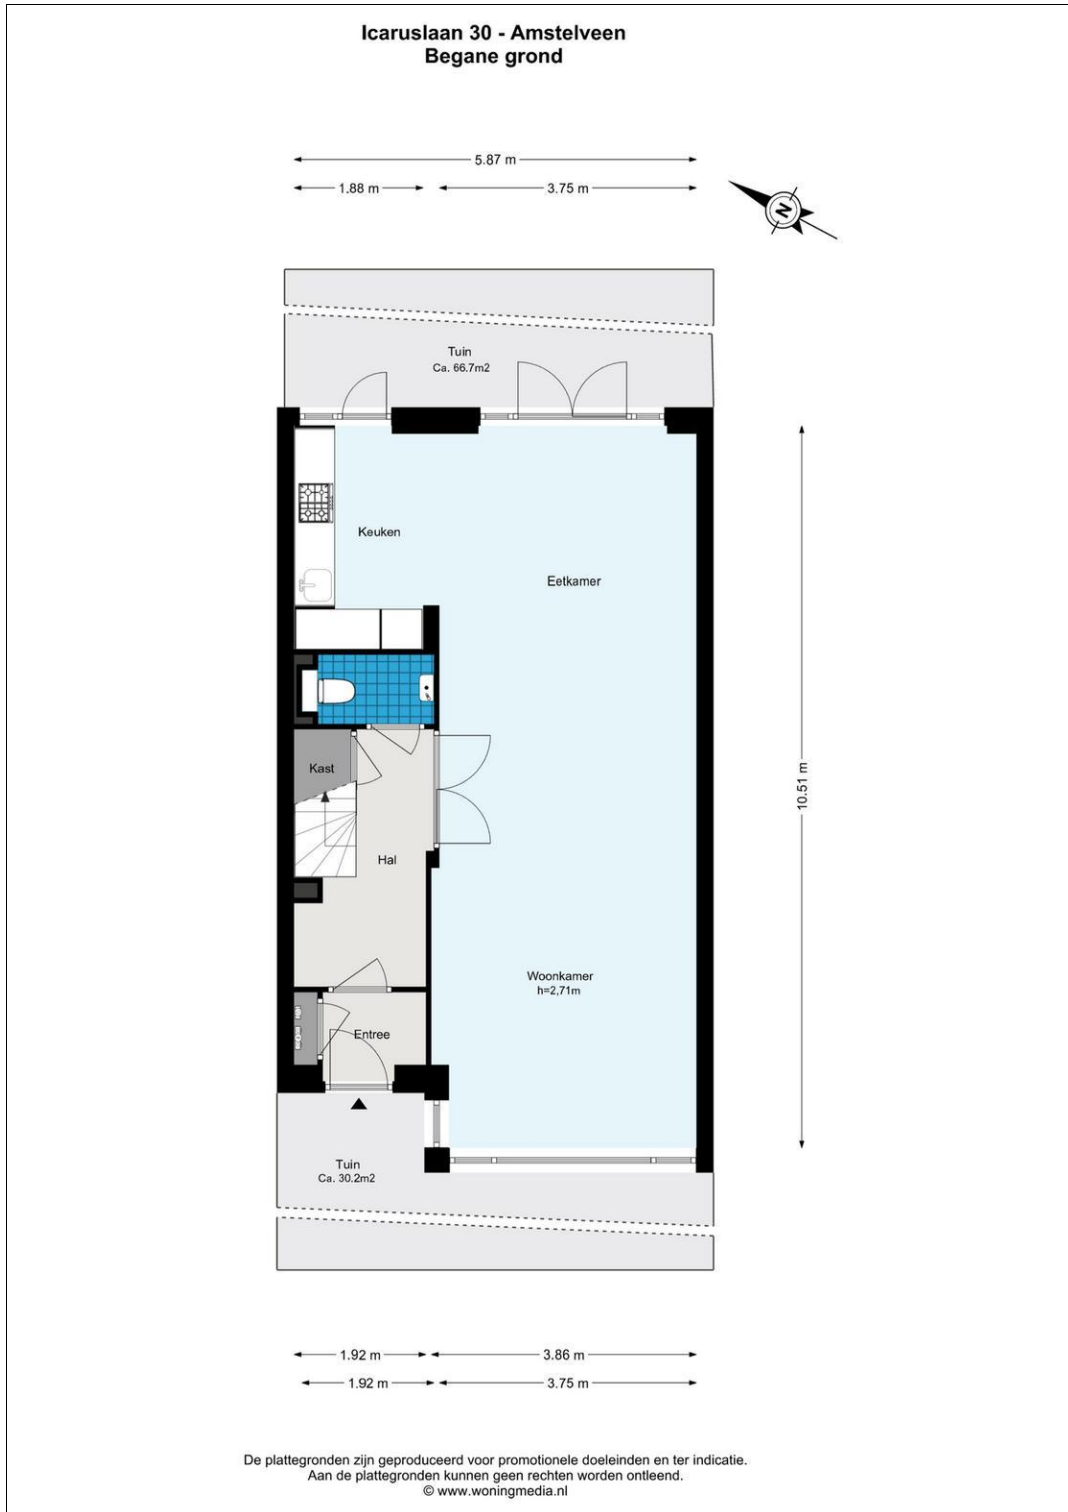 Icaruslaan 30 - Amstelveen
Begane grond
5.87 m
1.88 m
3.75 m
N
Tuin
Ca. 66.7m2
Keuken
Eetkamer
Kast
10.51 m
Hal
Woonkamer
h=2,71m
Entree
Tuin
Ca. 30.2m2
1.92 m
3.86 m
1.92 m
3.75 m
De plattegronden zijn geproduceerd voor promotionele doeleinden en ter indicatie.
Aan de plattegronden kunnen geen rechten worden ontleend.
© www.woningmedia.nl